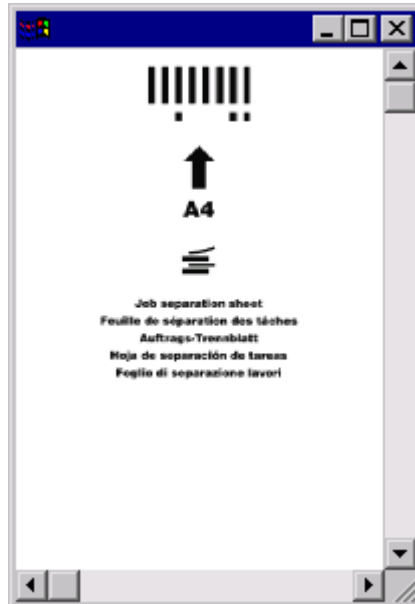 A4
Job separation sheet
Feuille de séparation des tâches
Auftrags-Trennblatt
Hoja de separación de tareas
Foglio di separazione lavori